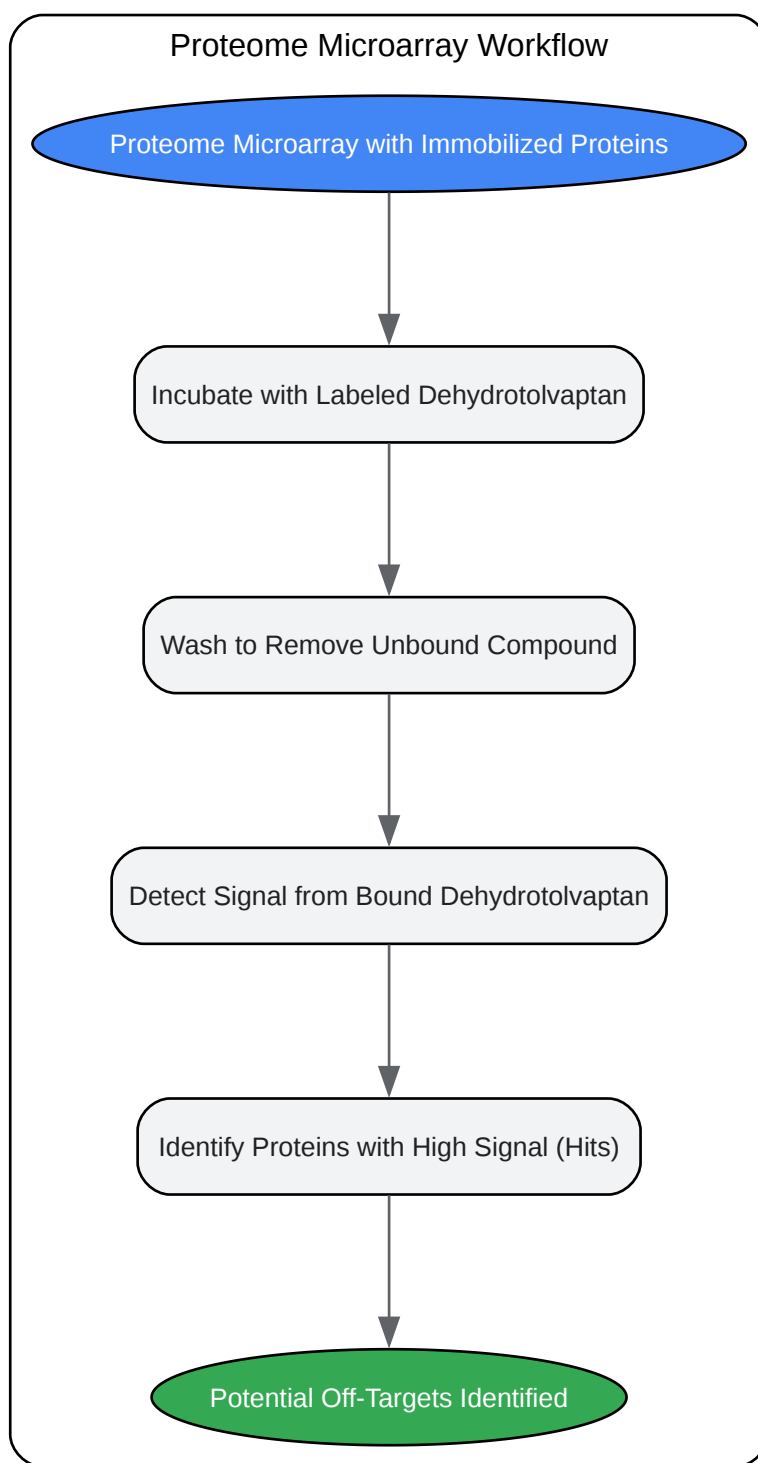 Proteome Microarray Workflow
Proteome Microarray with Immobilized Proteins
Incubate with Labeled Dehydrotolvaptan
Wash to Remove Unbound Compound
Detect Signal from Bound Dehydrotolvaptan
Identify Proteins with High Signal (Hits)
Potential Off-Targets Identified